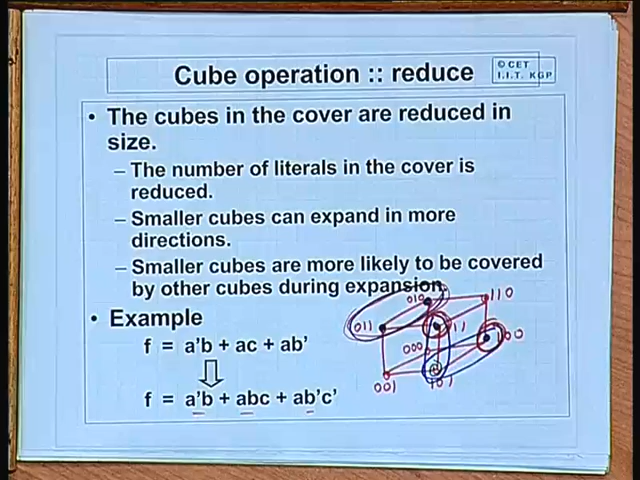 Cube operation :: reduce
© CET
I.I.T. KGP
• The cubes in the cover are reduced in
size.
– The number of literals in the cover is
reduced.
– Smaller cubes can expand in more
directions.
– Smaller cubes are more likely to be covered
by other cubes during expansion.
• Example
f = a'b + ac + ab'
f = a'b + abc + ab'c'
010
110
011
000
001
101